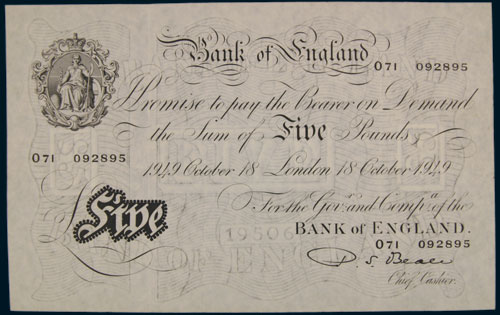 Bank of England
071 092895
I Promise to pay the Bearer on Demand
the Sum of Five Pounds
071 092895
1949 October 18 London 18 October 1949
For the Gov.r and Comp.a of the
Five
BANK OF ENGLAND.
071 092895
P. S. Beale
Chief Cashier.